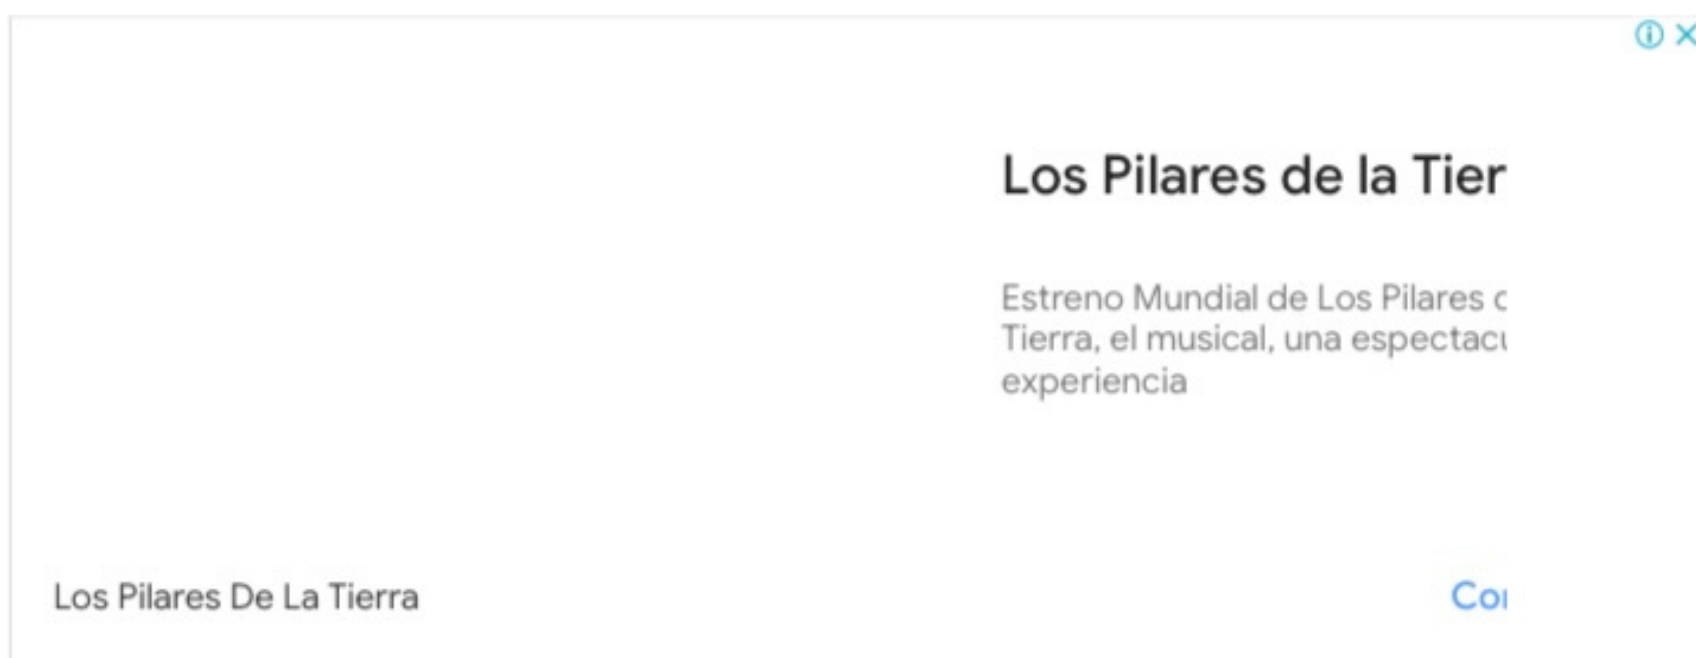 Los Pilares de la Tier
Estreno Mundial de Los Pilares
Tierra, el musical, una espectacu
experiencia
Los Pilares De La Tierra
Co